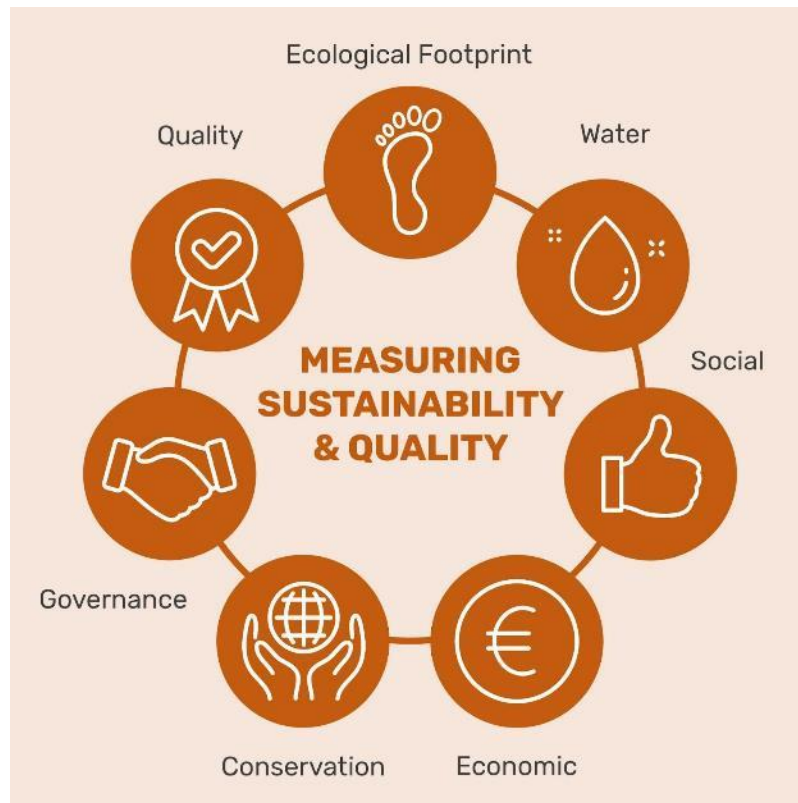 Ecological Footprint
Quality
Water
MEASURING
SUSTAINABILITY
& QUALITY
Social
Governance
Conservation
Economic